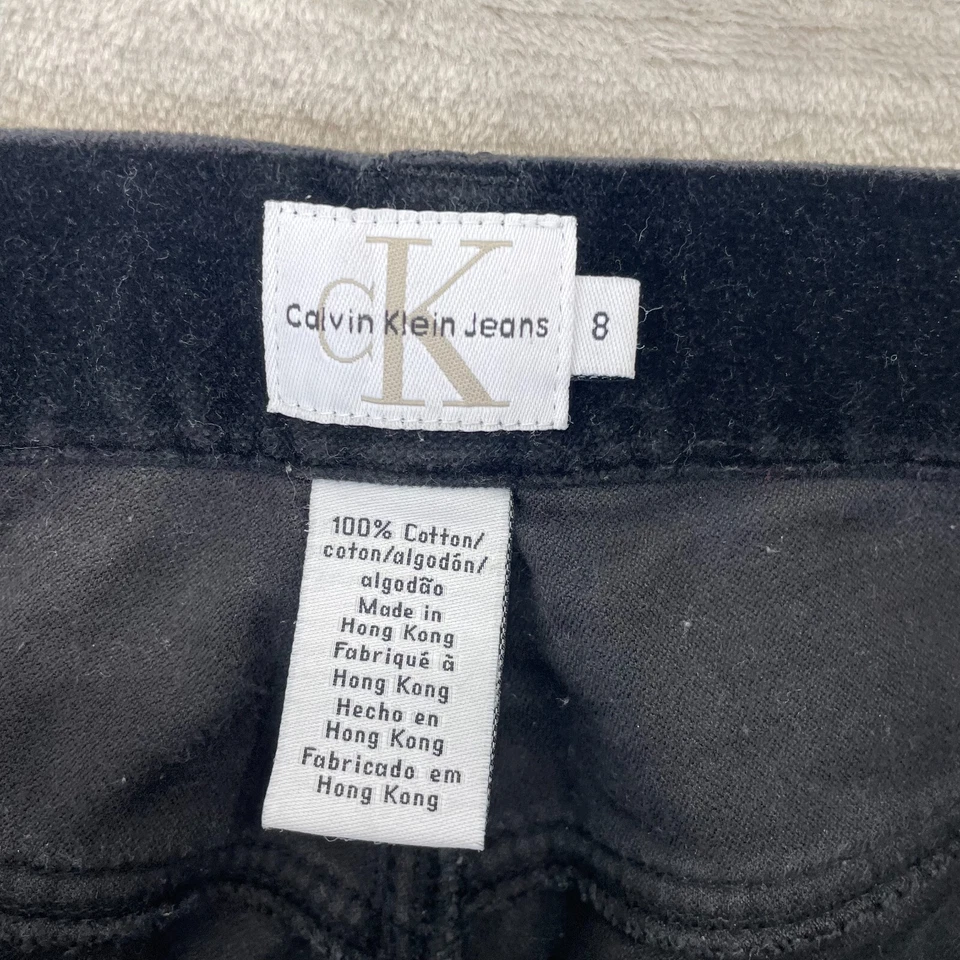 CK
Calvin Klein Jeans
8
100% Cotton/
coton/algodón/
algodão
Made in
Hong Kong
Fabriqué à
Hong Kong
Hecho en
Hong Kong
Fabricado em
Hong Kong